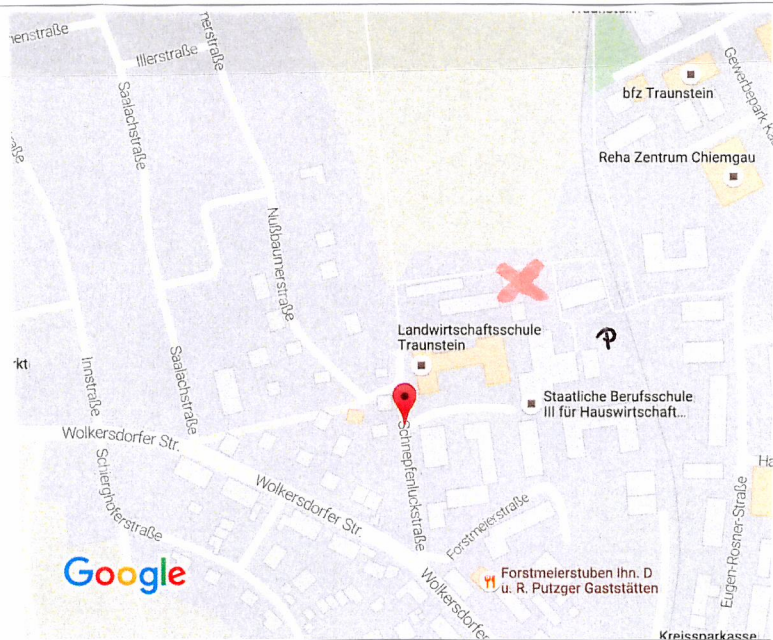 Illerstraße
Saalachstraße
Nußbaumerstraße
Gewerbepark
bfz Traunstein
Reha Zentrum Chiemgau
Landwirtschaftsschule
Traunstein
P
Staatliche Berufsschule
III für Hauswirtschaft...
Innstraße
Saalachstraße
Wolkersdorfer Str.
Schierghoferstraße
Wolkersdorfer Str.
Schnepfenluckstraße
Forstmeierstraße
Eugen-Rosner-Straße
Google
Forstmeierstuben Ihn. D
u. R. Putzger Gaststätten
Wolkersdorfer
Kreissparkasse